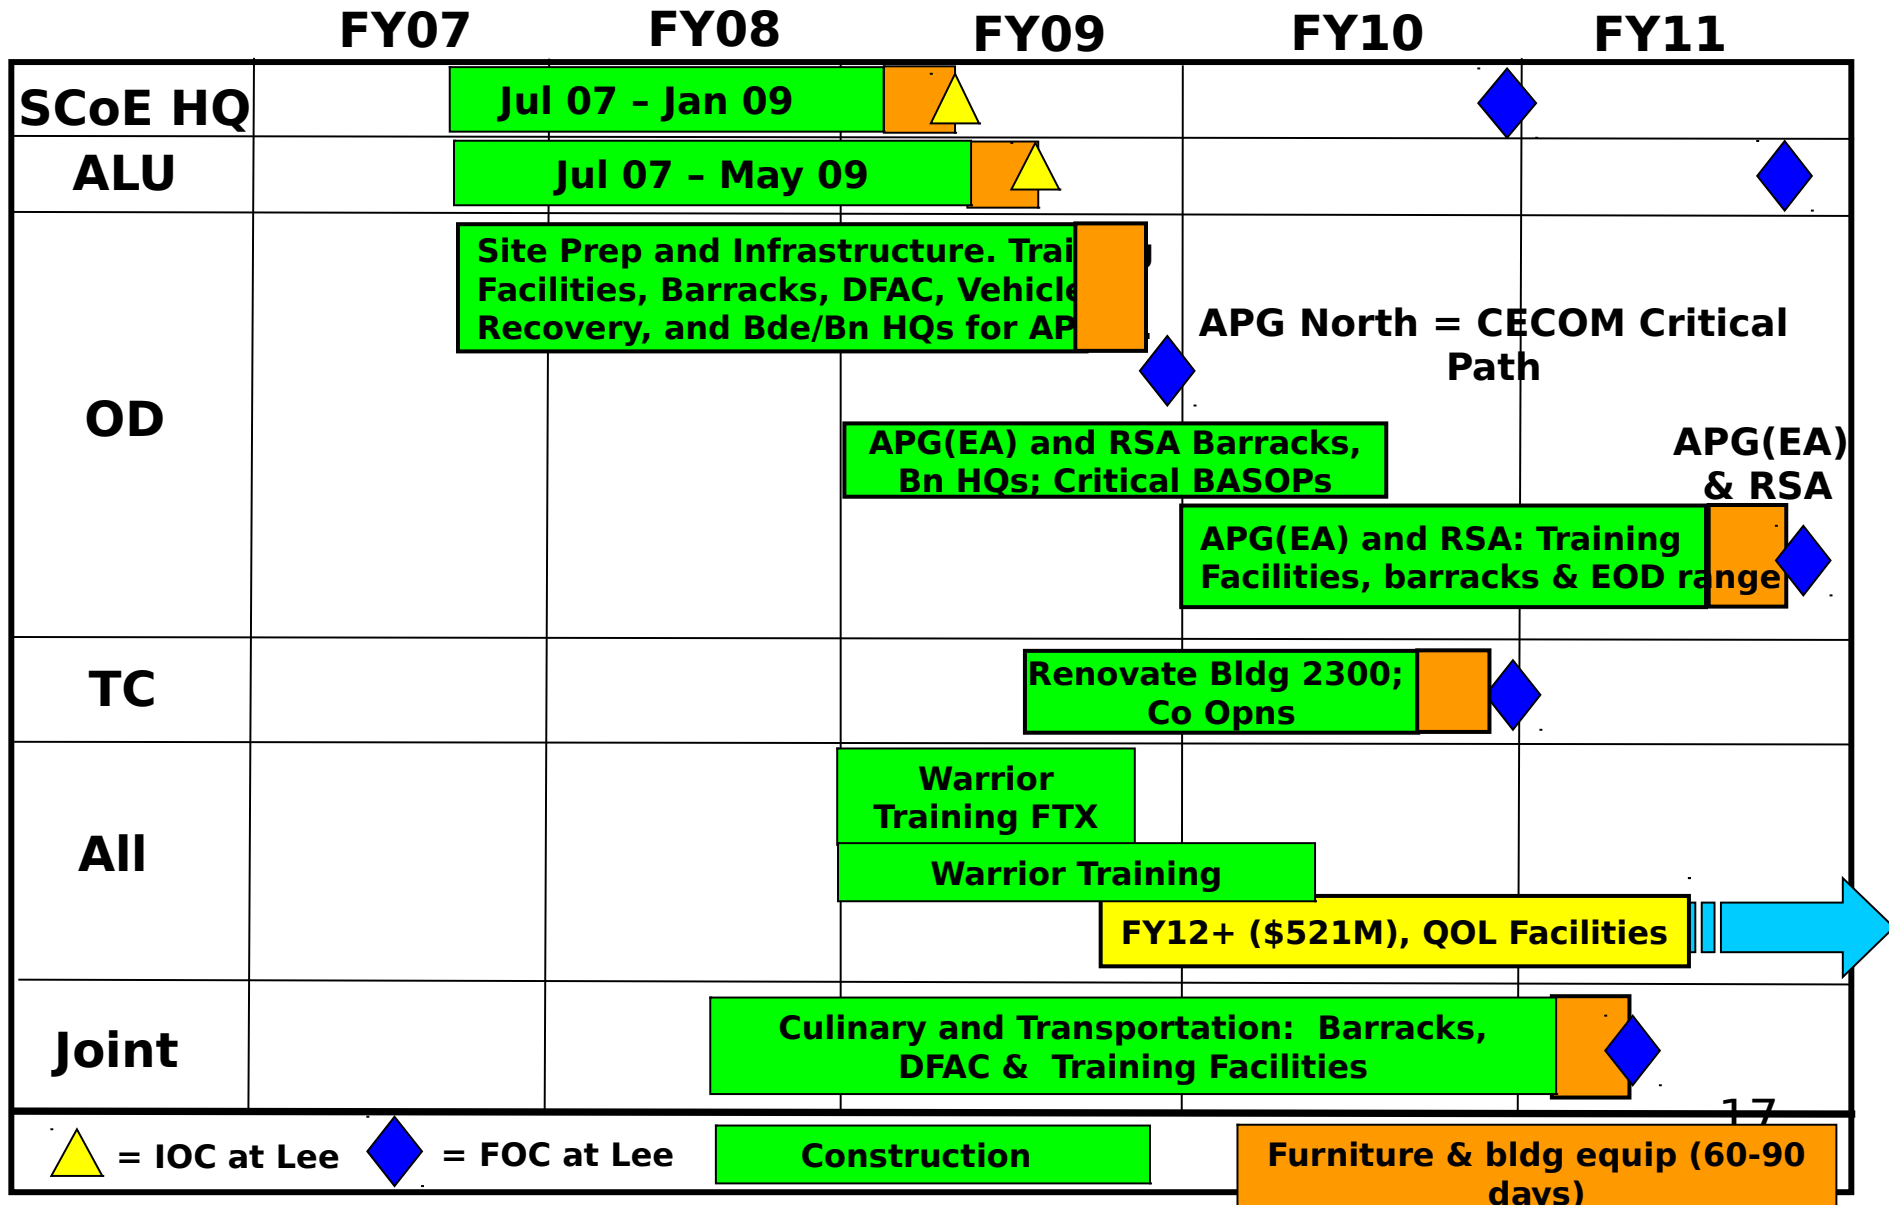 FY07 FY08 FY09 FY10 FY11
SCoE HQ
Jul 07 – Jan 09
ALU
Jul 07 – May 09
OD
Site Prep and Infrastructure.
Facilities, Barracks, DFAC, Vehicle
Recovery, and Bde/Bn HQs for
APG North = CECOM Critical
Path
APG(EA) and RSA Barracks,
Bn HQs; Critical BASOPs
APG(EA)
& RSA
APG(EA) and RSA: Training
Facilities, barracks & EOD range
TC
Renovate Bldg 2300;
Co Opns
All
Warrior
Training FTX
Warrior Training
FY12+ ($521M), QOL Facilities
Joint
Culinary and Transportation: Barracks,
DFAC & Training Facilities
17
= IOC at Lee
= FOC at Lee
Construction
Furniture & bldg equip (60-90
days)